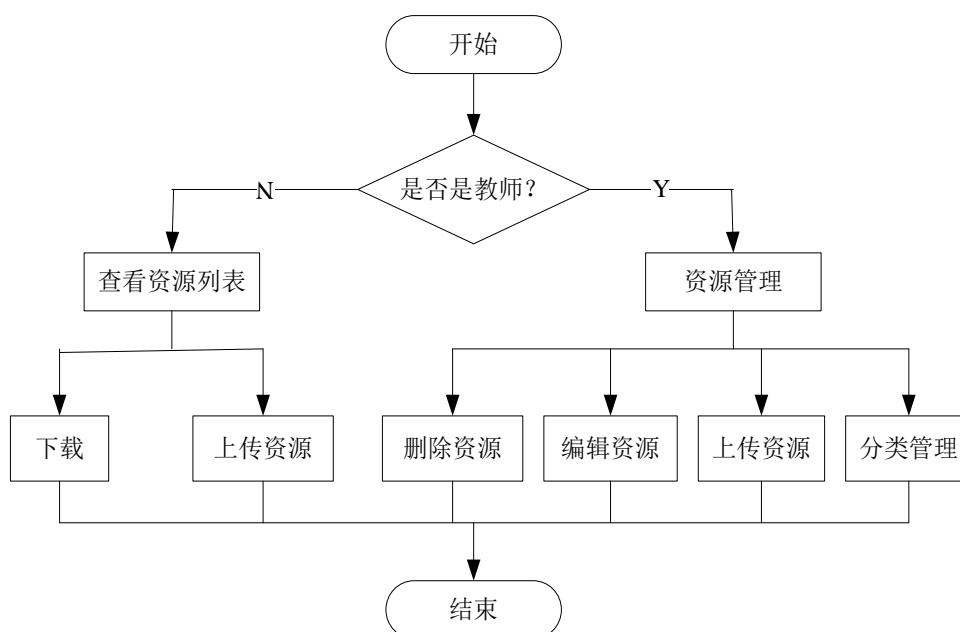 开始
是否是教师？
N
Y
查看资源列表
资源管理
下载
上传资源
删除资源
编辑资源
上传资源
分类管理
结束